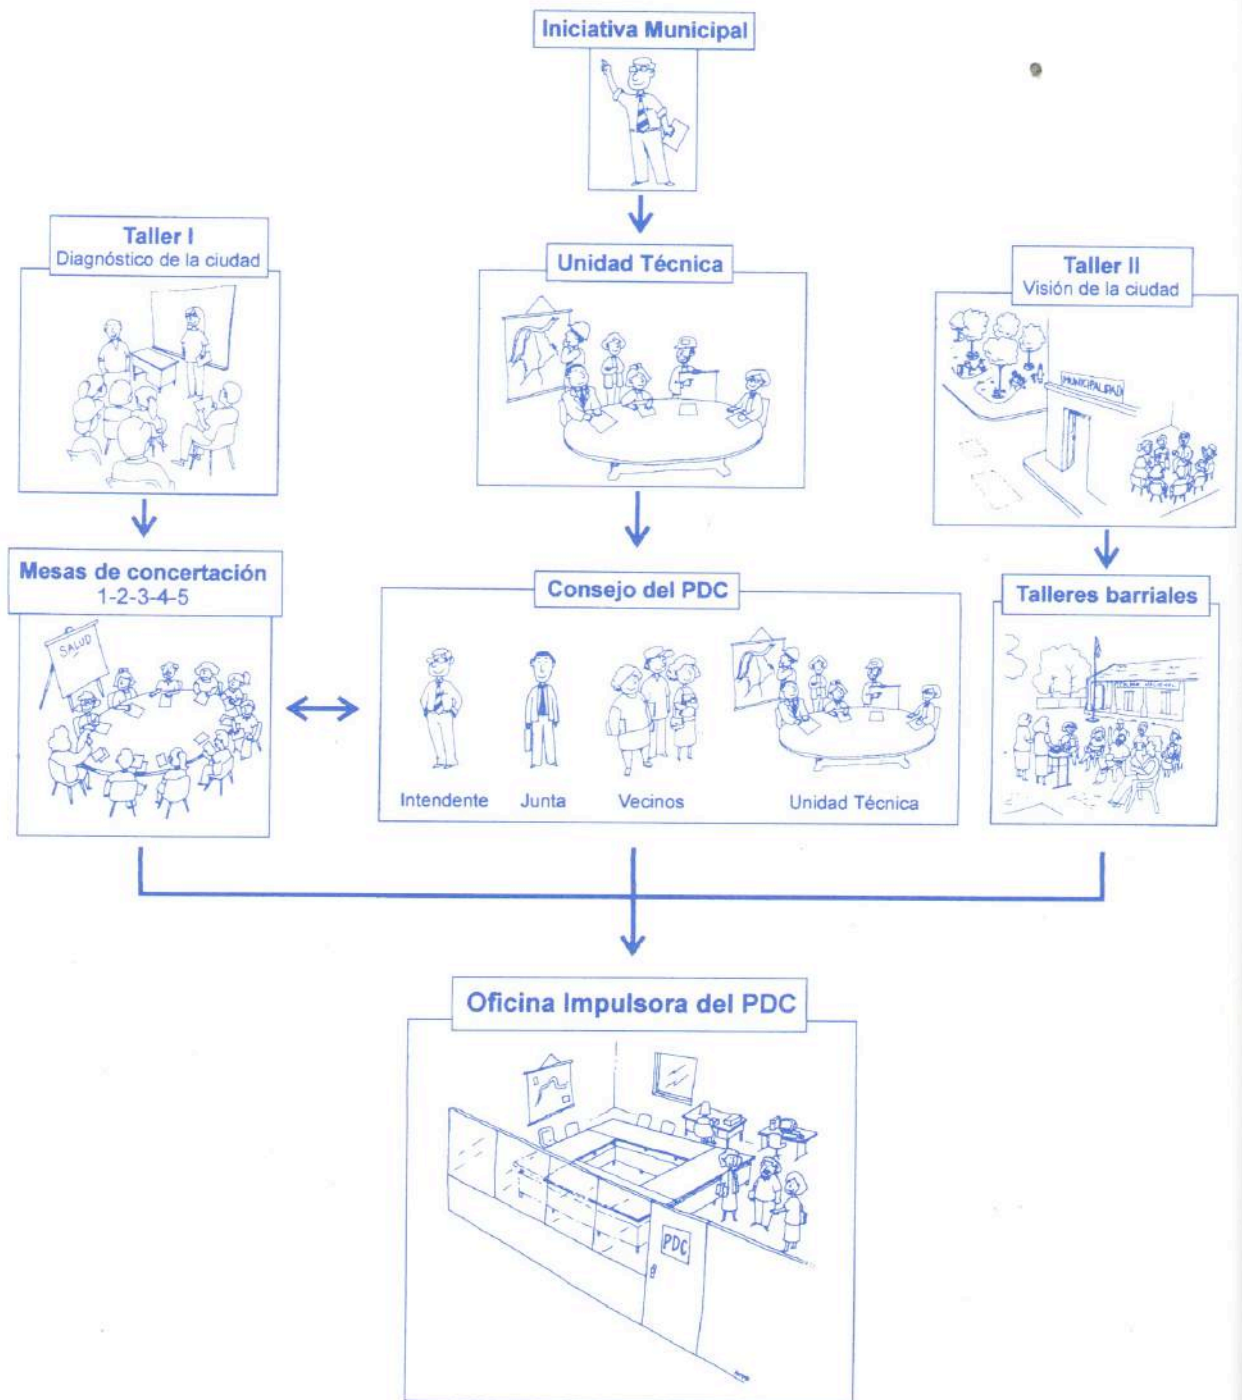 Iniciativa Municipal
Taller I
Diagnóstico de la ciudad
Unidad Técnica
Taller II
Visión de la ciudad
MUNICIPALIDAD
Mesas de concertación
1-2-3-4-5
SALUD
Consejo del PDC
Intendente
Junta
Vecinos
Unidad Técnica
Talleres barriales
Oficina Impulsora del PDC
PDC